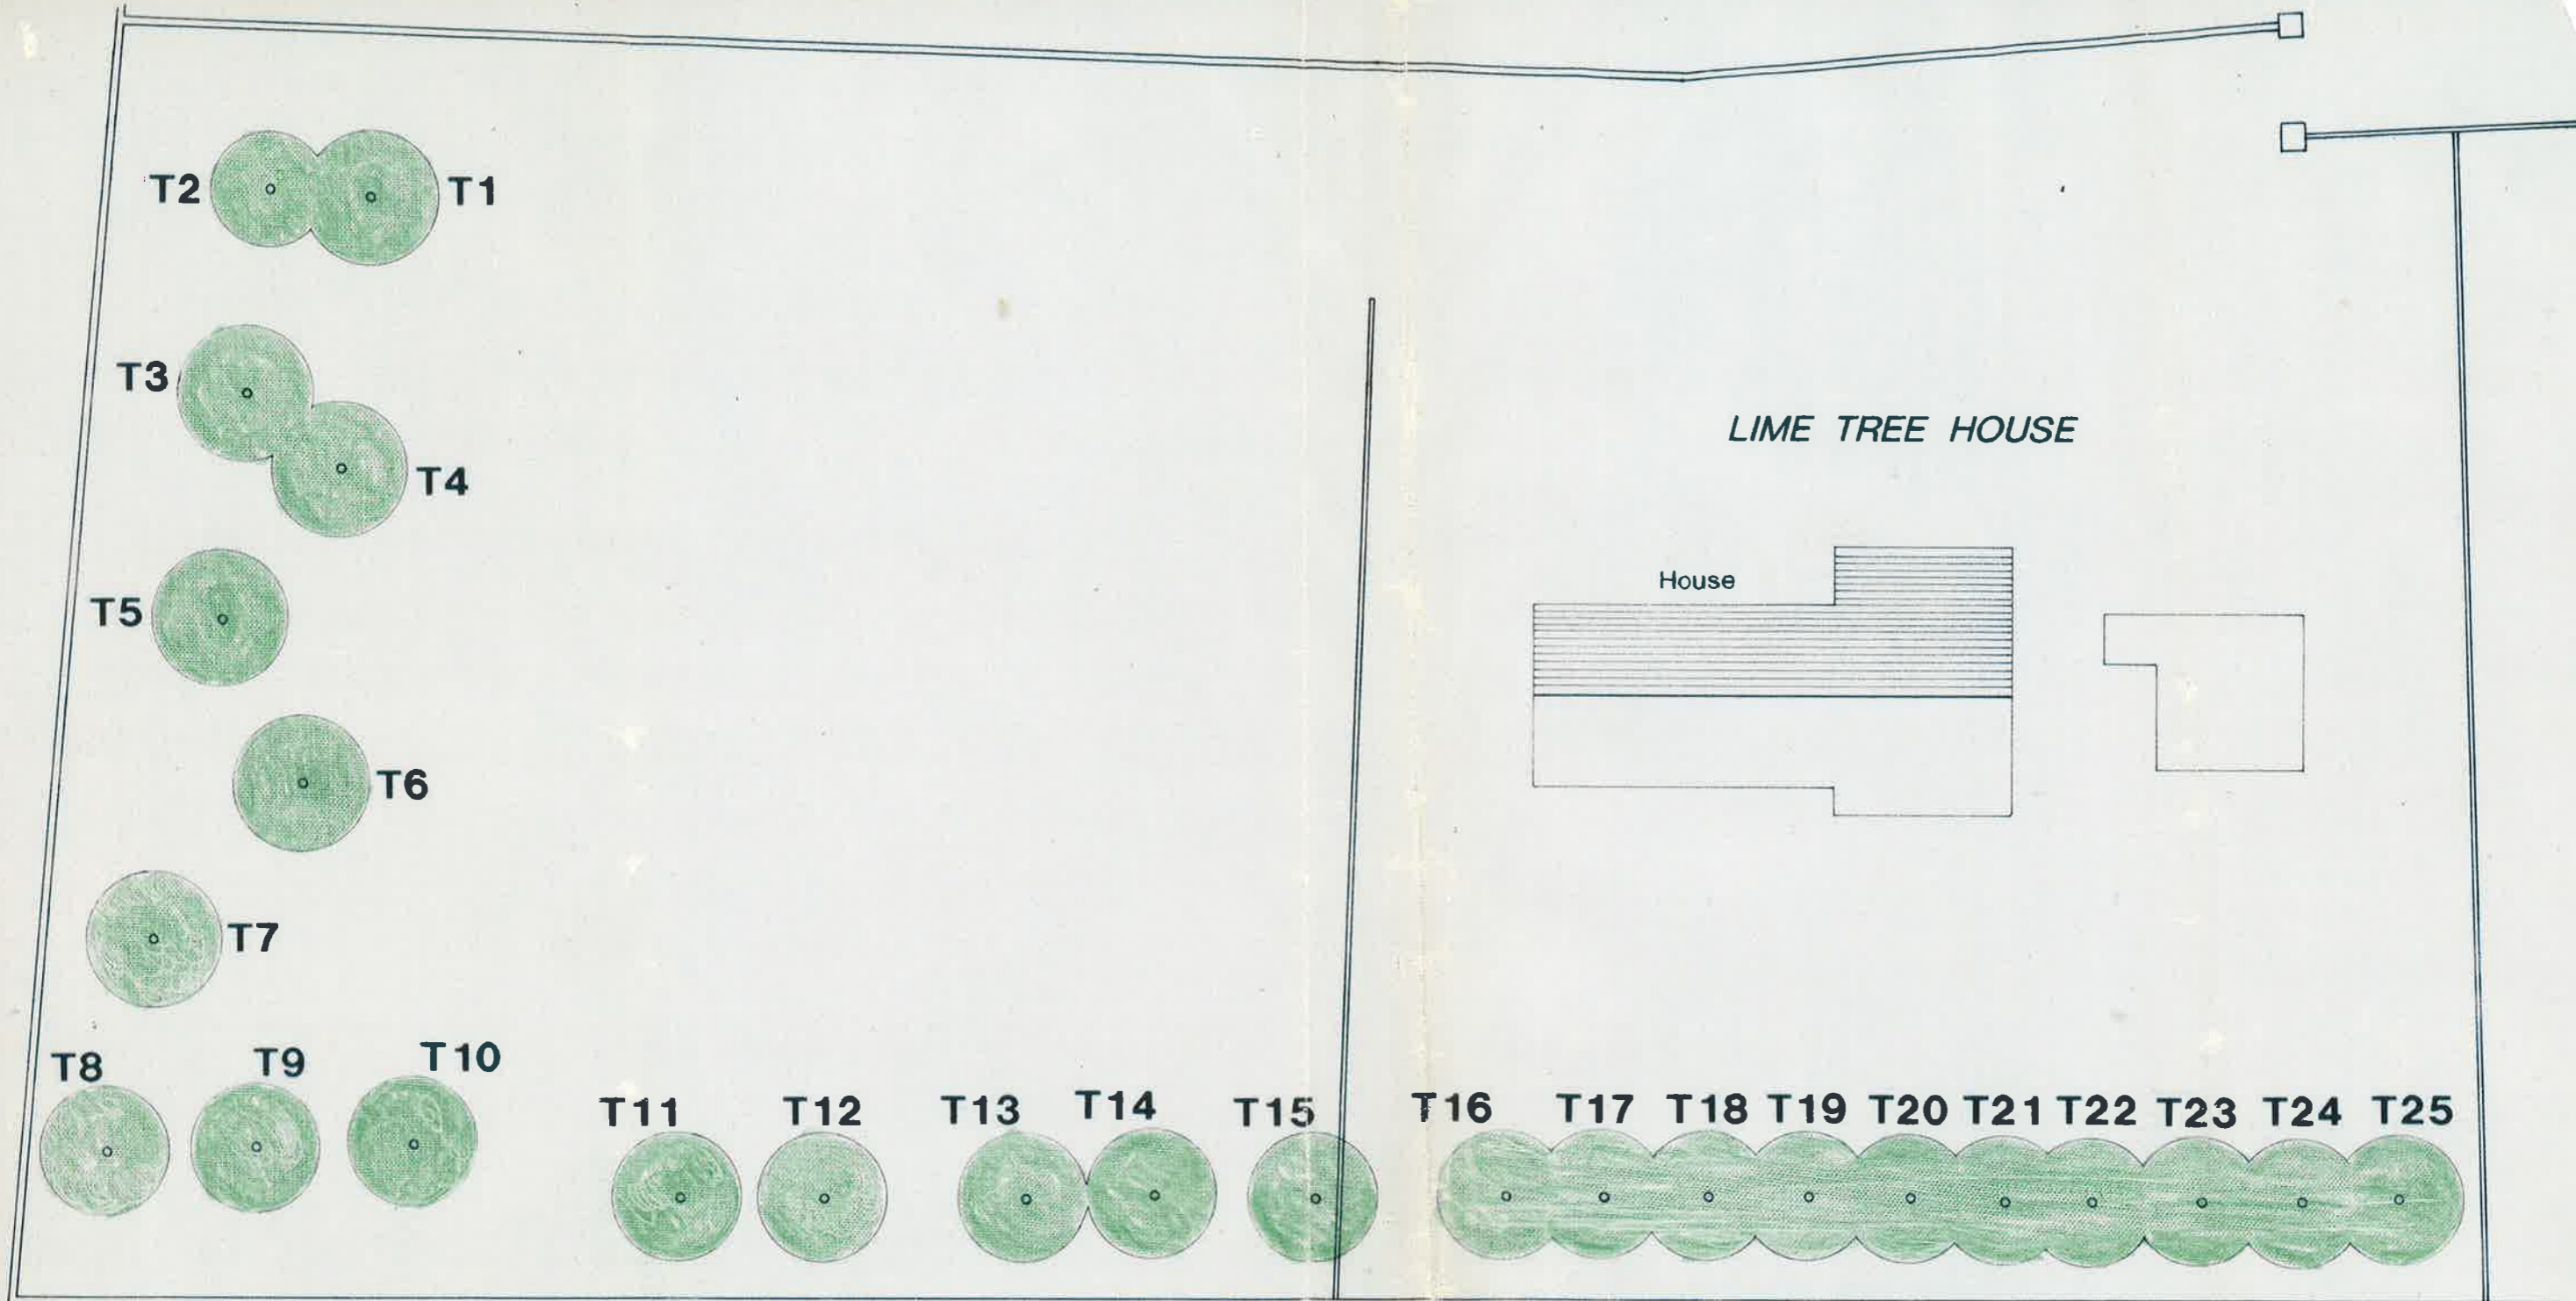 T2 T1
T3
LIME TREE HOUSE
T4
House
T5
T6
T7
T8 T9 T10
T11 T12 T13 T14 T15 T16 T17 T18 T19 T20 T21 T22 T23 T24 T25